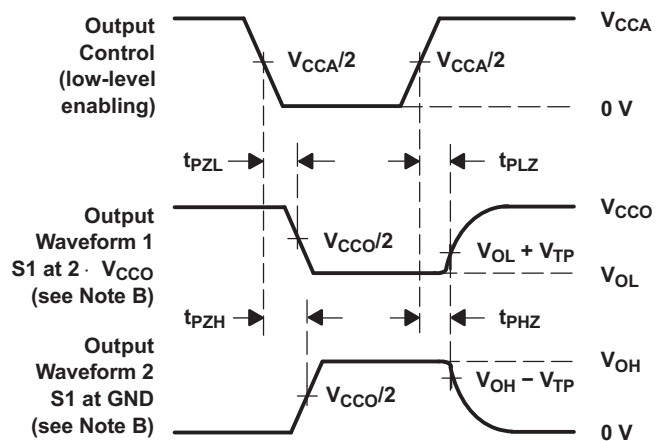 Output
Control
(low-level
enabling)
VCCA/2
VCCA/2
VCCA
0 V
tPZL
tPLZ
Output
Waveform 1
S1 at 2 · VCCO
(see Note B)
VCCO/2
VCCO
VOL + VTP
VOL
tPZH
tPHZ
Output
Waveform 2
S1 at GND
(see Note B)
VCCO/2
VOH
VOH − VTP
0 V